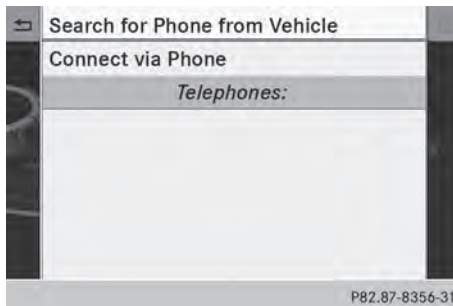 Search for Phone from Vehicle
Connect via Phone
Telephones:
P82.87-8356-31